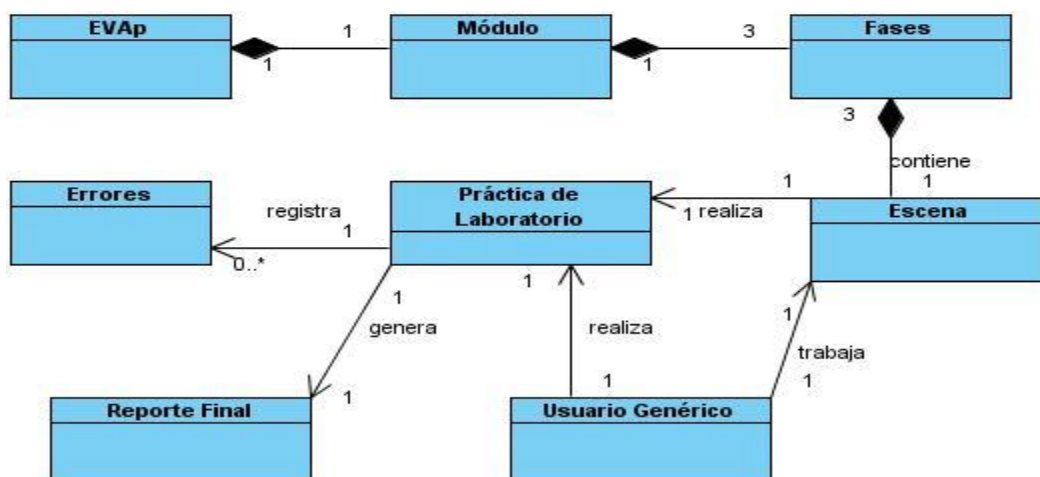 EVAp
1
1
Módulo
1
3
Fases
3
contiene
1
Errores
registra
1
0..*
Práctica de
Laboratorio
1
realiza
1
Escena
1
genera
1
1
realiza
1
1
trabaja
1
Reporte Final
Usuario Genérico